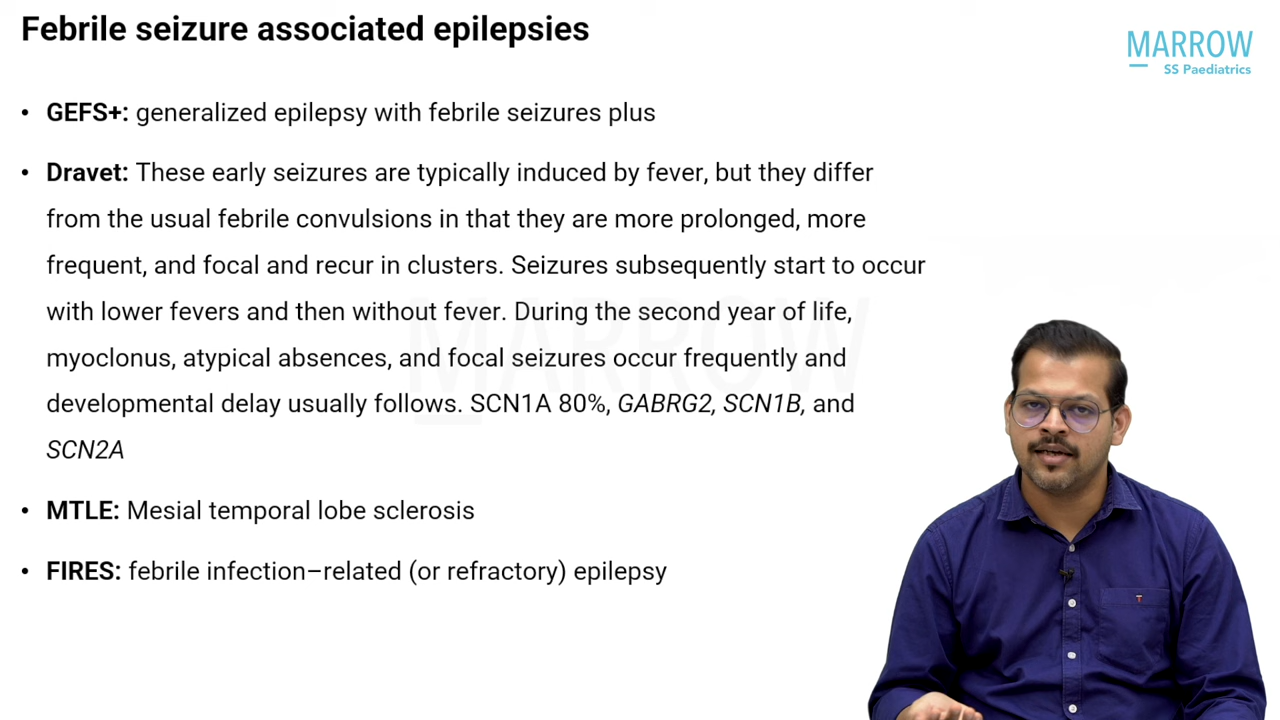 Febrile seizure associated epilepsies
MARROW
SS Paediatrics
• GEFS+: generalized epilepsy with febrile seizures plus
• Dravet: These early seizures are typically induced by fever, but they differ
from the usual febrile convulsions in that they are more prolonged, more
frequent, and focal and recur in clusters. Seizures subsequently start to occur
with lower fevers and then without fever. During the second year of life,
myoclonus, atypical absences, and focal seizures occur frequently and
developmental delay usually follows. SCN1A 80%, GABRG2, SCN1B, and
SCN2A
• MTLE: Mesial temporal lobe sclerosis
• FIRES: febrile infection–related (or refractory) epilepsy
MARROW